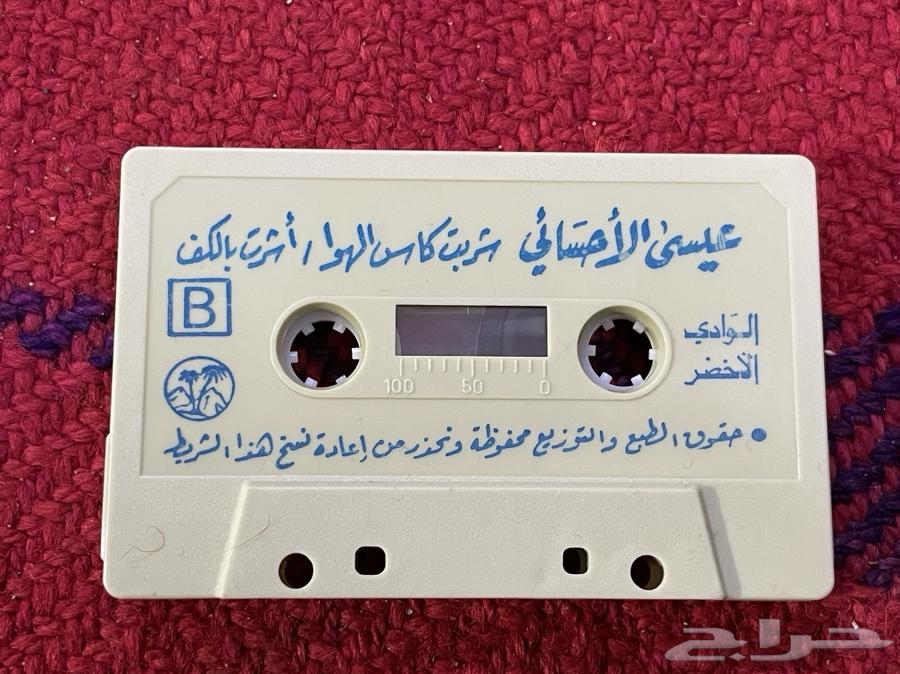 عيسى الأحسائي شربت كاس الهوا / أشرت بالكف
B
الوادي
الأخضر
100 50 0
• حقوق الطبع والتوزيع محفوظة ونحذر من إعادة نسخ هذا الشريط
حراج